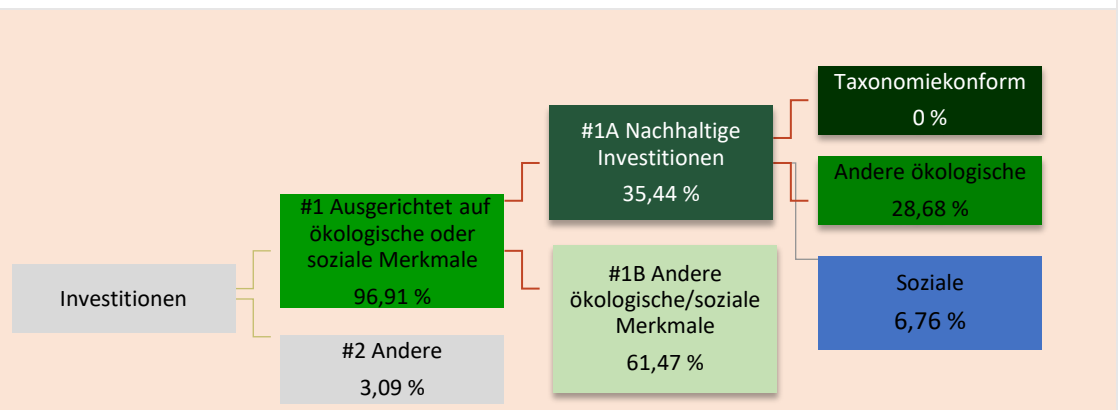 Investitionen
#1 Ausgerichtet auf
ökologische oder
soziale Merkmale
96,91 %
#2 Andere
3,09 %
#1A Nachhaltige
Investitionen
35,44 %
#1B Andere
ökologische/soziale
Merkmale
61,47 %
Taxonomiekonform
0 %
Andere ökologische
28,68 %
Soziale
6,76 %